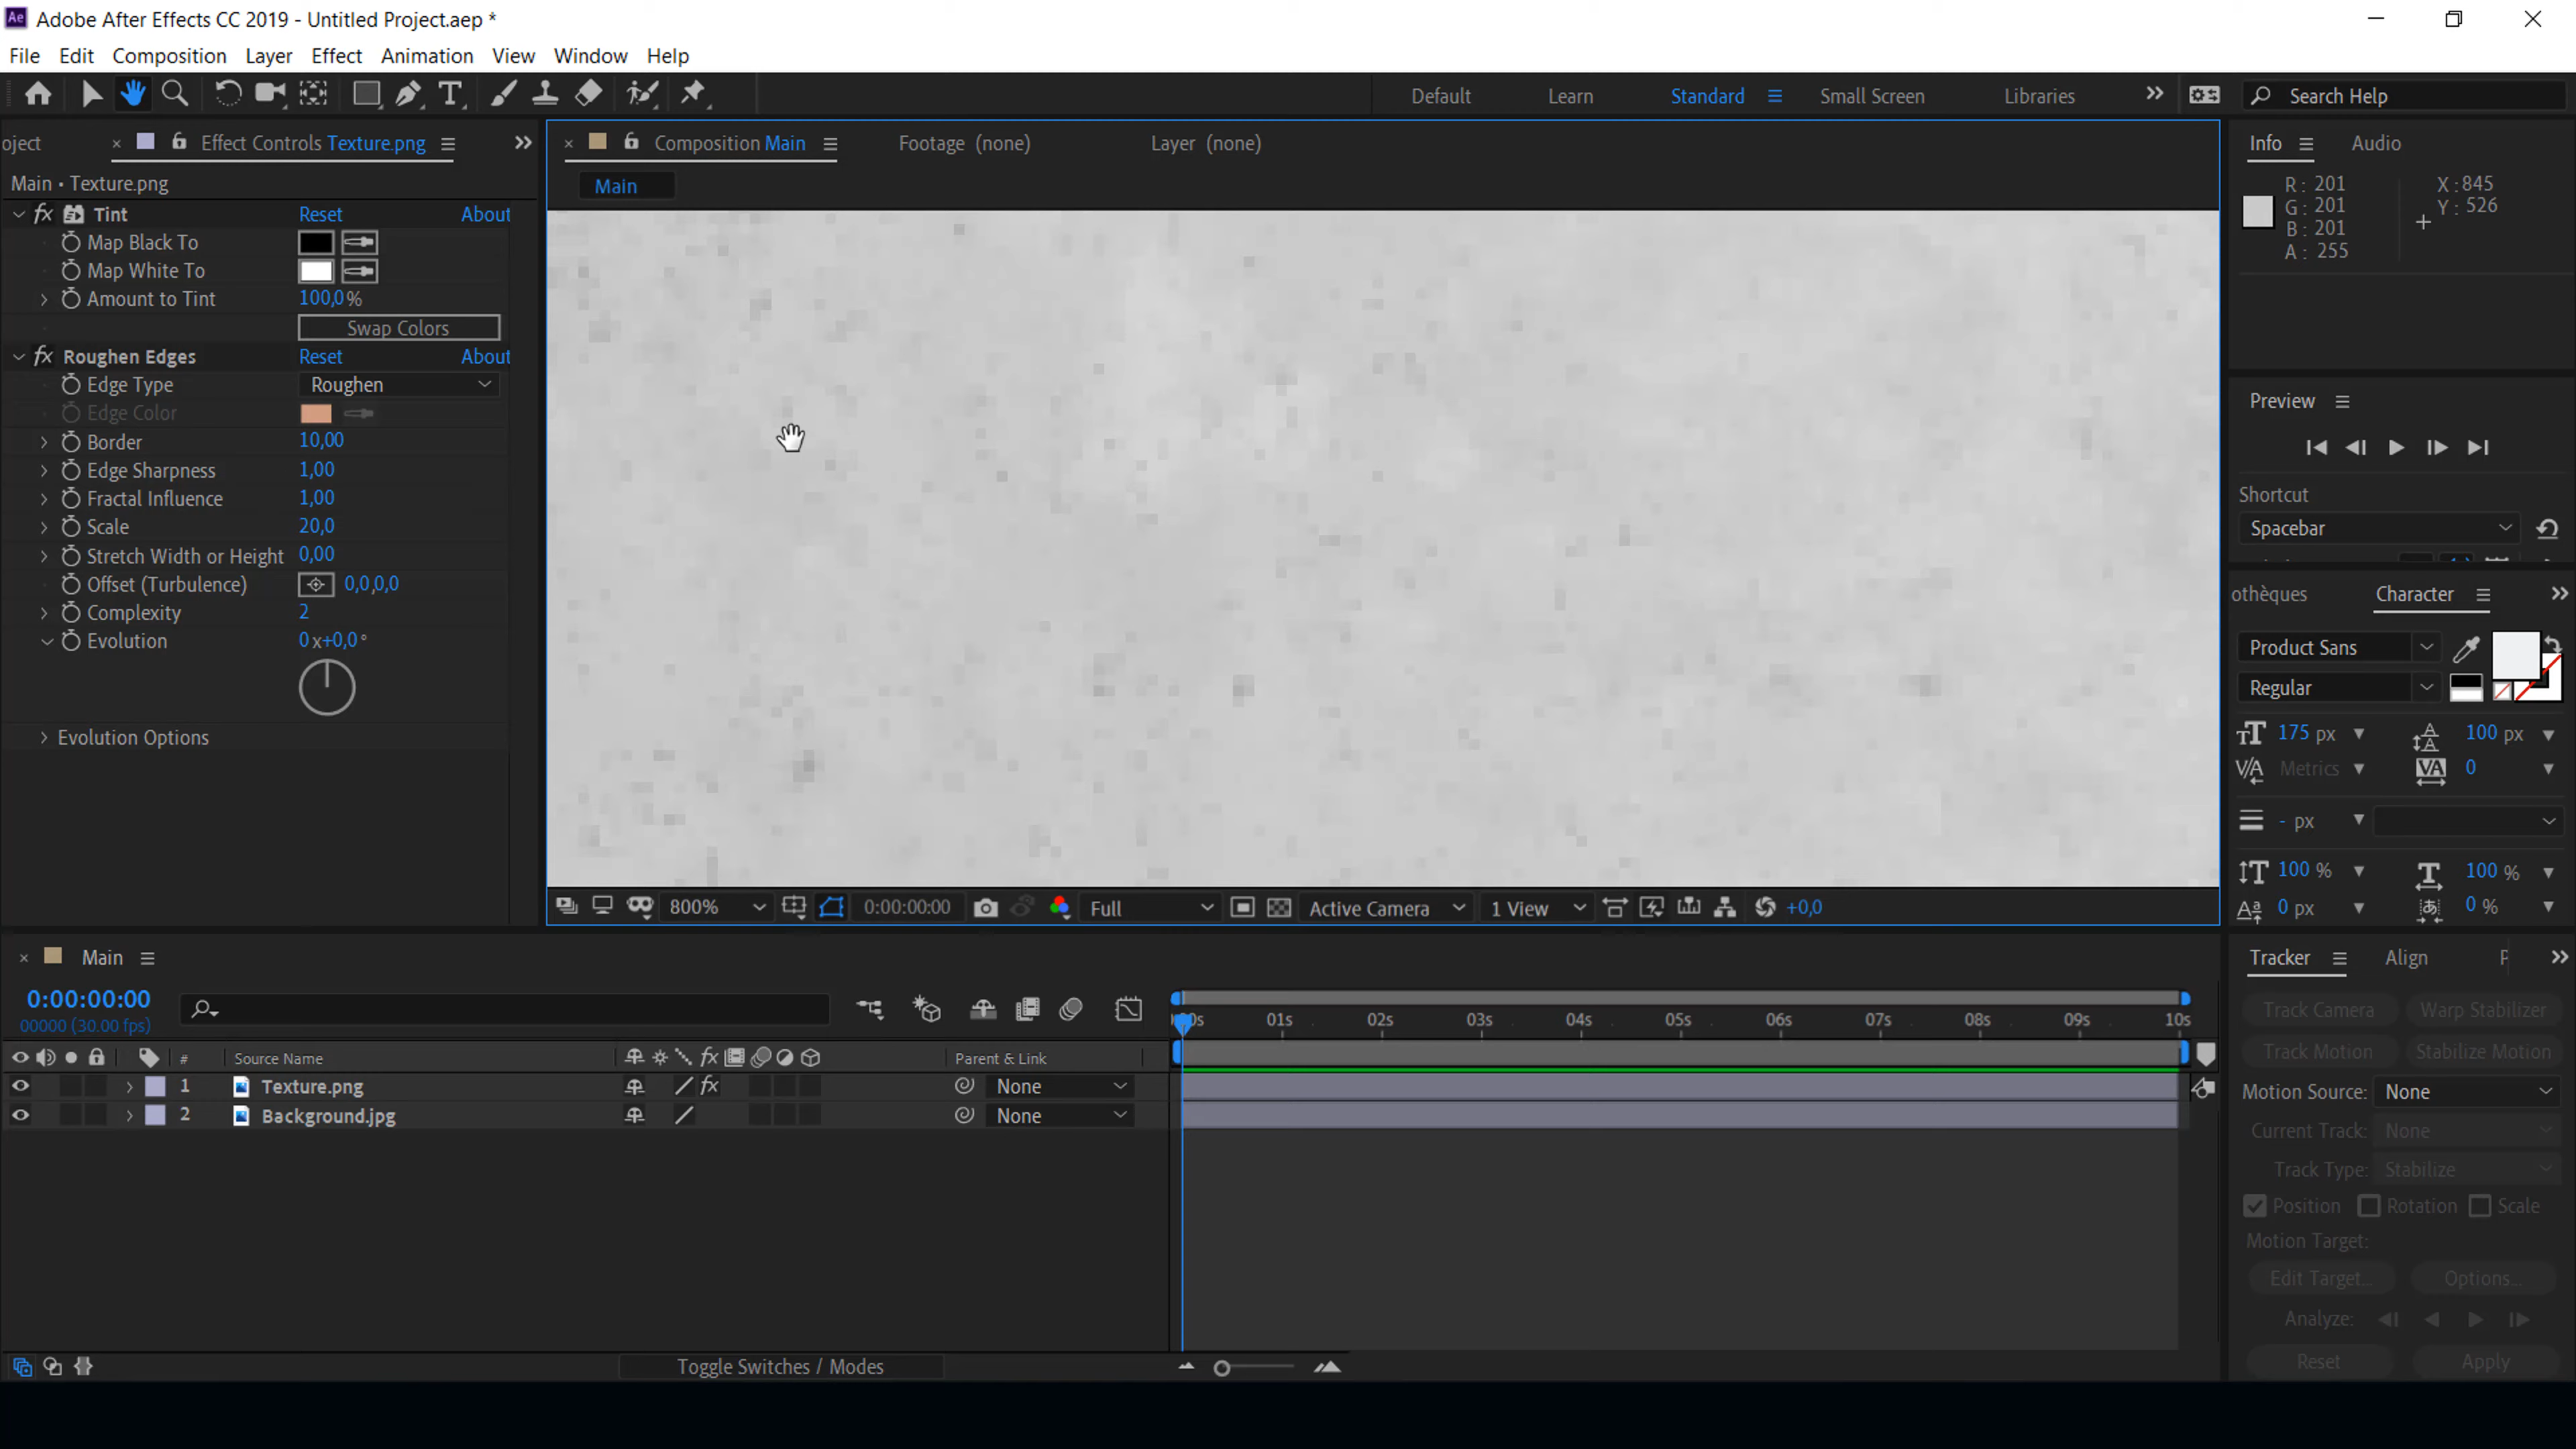 Ae Adobe After Effects CC 2019 - Untitled Project.aep *
File Edit Composition Layer Effect Animation View Window Help
Default Learn Standard Small Screen Libraries Search Help
oject Effect Controls Texture.png
Main • Texture.png
fx Tint Reset About
Map Black To
Map White To
Amount to Tint 100,0%
Swap Colors
fx Roughen Edges Reset About
Edge Type Roughen
Edge Color
Border 10,00
Edge Sharpness 1,00
Fractal Influence 1,00
Scale 20,0
Stretch Width or Height 0,00
Offset (Turbulence) 0,0,0,0
Complexity 2
Evolution 0x+0,0°
Evolution Options
Composition Main Footage (none) Layer (none)
Main
800% 0:00:00:00 Full Active Camera 1 View +0,0
Info Audio
R: 201 X:845
G: 201 Y: 526
B: 201
A: 255
Preview
Shortcut
Spacebar
othèques Character
Product Sans
Regular
175 px 100 px
Metrics 0
- px
100 % 100 %
0 px 0 %
Main
0:00:00:00
00000 (30.00 fps)
01s 02s 03s 04s 05s 06s 07s 08s 09s 10s
# Source Name fx Parent & Link
1 Texture.png fx None
2 Background.jpg None
Toggle Switches / Modes
Tracker Align P
Track Camera Warp Stabilizer
Track Motion Stabilize Motion
Motion Source: None
Current Track: None
Track Type: Stabilize
Position Rotation Scale
Motion Target:
Edit Target... Options...
Analyze:
Reset Apply